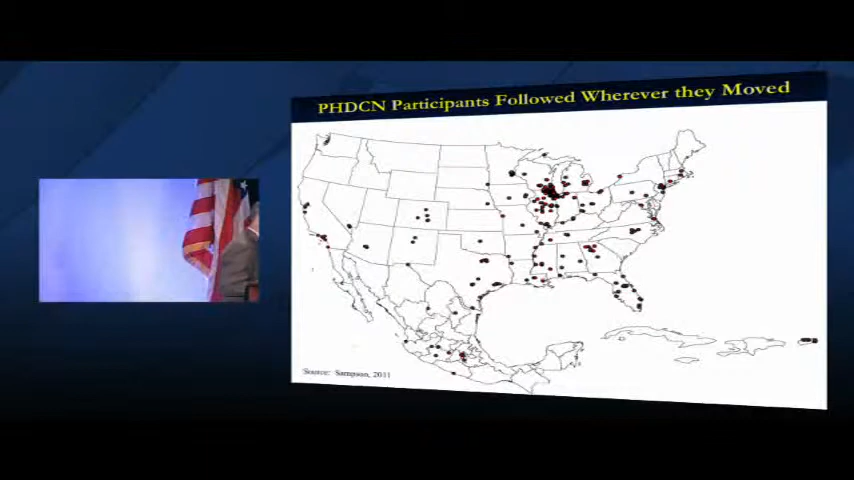 PHDCN Participants Followed Wherever they Moved
Source: Sampson, 2011